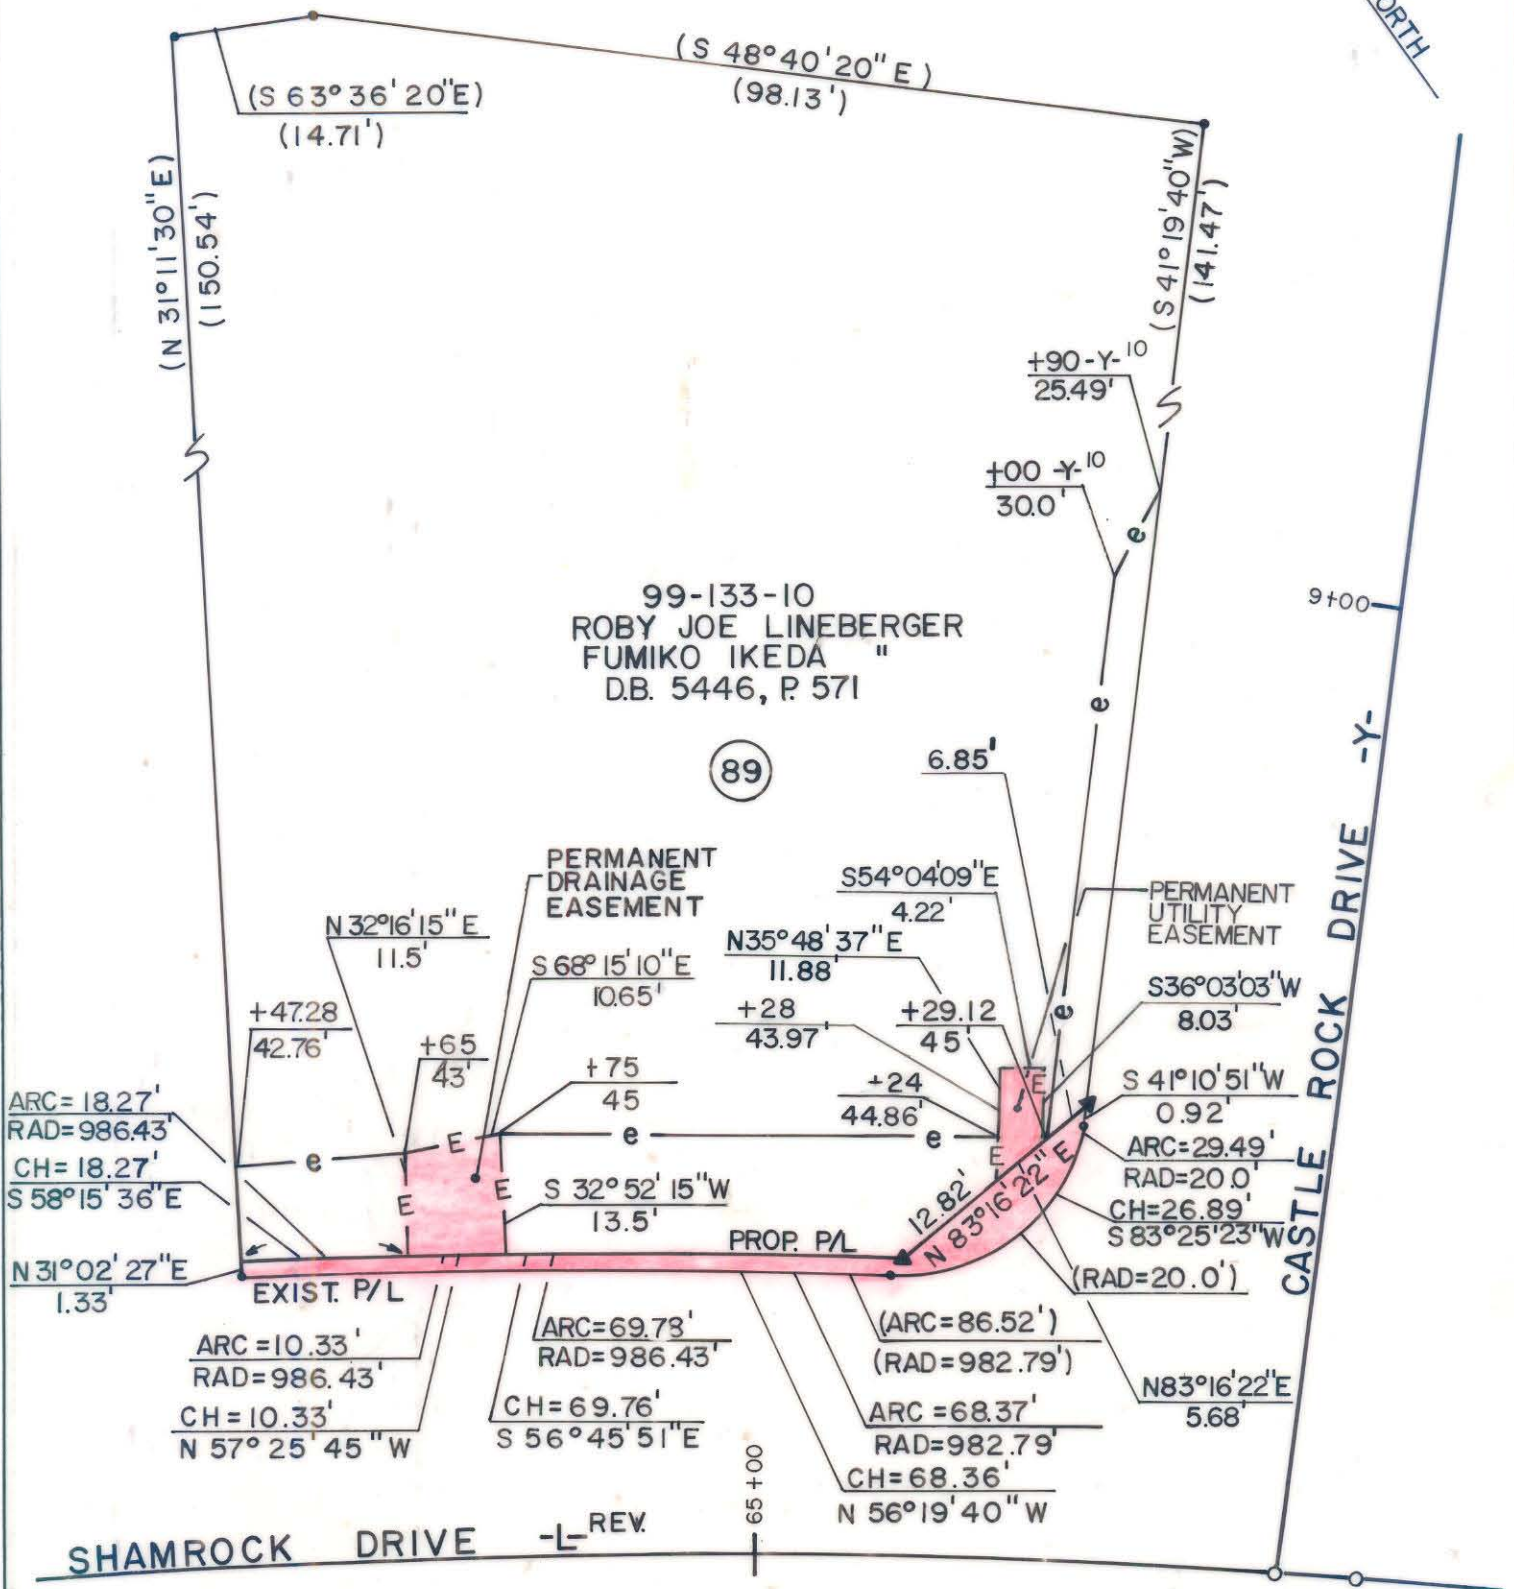 ORTH
(S 48°40'20"E)
(98.13')
(S 63°36'20"E)
(14.71')
(N 31°11'30"E)
(150.54')
(S 41°19'40"W)
(141.47')
+90-Y-10
25.49'
+00-Y-10
30.0'
e
9+00
99-133-10
ROBY JOE LINEBERGER
FUMIKO IKEDA "
D.B. 5446, P. 571
e
89
6.85'
CASTLE ROCK DRIVE -Y-
PERMANENT
DRAINAGE
EASEMENT
S54°04'09"E
4.22'
PERMANENT
UTILITY
EASEMENT
N 32°16'15"E
11.5'
N35°48'37"E
11.88'
S 68°15'10"E
10.65'
S36°03'03"W
8.03'
+47.28
42.76'
+28
43.97'
+29.12
45'
e
+65
43'
+75
45
+24
44.86'
E
S 41°10'51"W
0.92'
ARC=18.27'
RAD=986.43'
e
E
e
e
E
ARC=29.49'
RAD=20.0'
CH=18.27'
S 58°15'36"E
E
E
S 32°52'15"W
13.5'
12.82'
N 83°16'22"E
CH=26.89'
S 83°25'23"W
PROP. P/L
N 31°02'27"E
1.33'
EXIST. P/L
(RAD=20.0')
ARC=10.33'
RAD=986.43'
ARC=69.78'
RAD=986.43'
(ARC=86.52')
(RAD=982.79')
N83°16'22"E
5.68'
CH=10.33'
N 57°25'45"W
CH=69.76'
S 56°45'51"E
ARC=68.37'
RAD=982.79'
CH=68.36'
N 56°19'40"W
65+00
SHAMROCK DRIVE -L- REV.